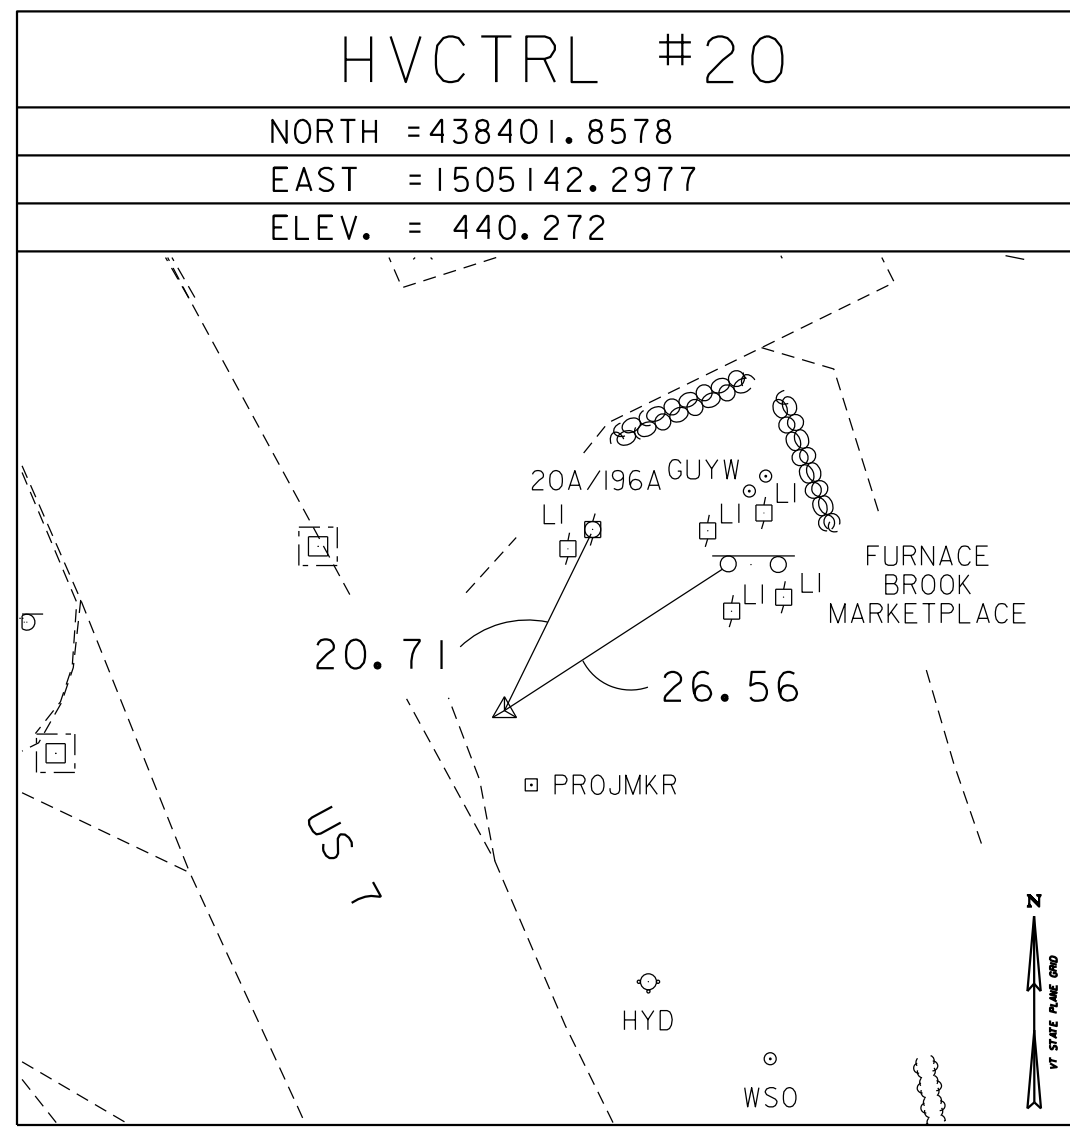 HVCTRL #20
NORTH =438401.8578
EAST =1505142.2977
ELEV. = 440.272
20A/196A
GUYW
LI
LI
LI
FURNACE
BROOK
MARKETPLACE
LI
LI
20.71
26.56
PROJMKR
US 7
N
VT STATE PLANE GRID
HYD
WSO